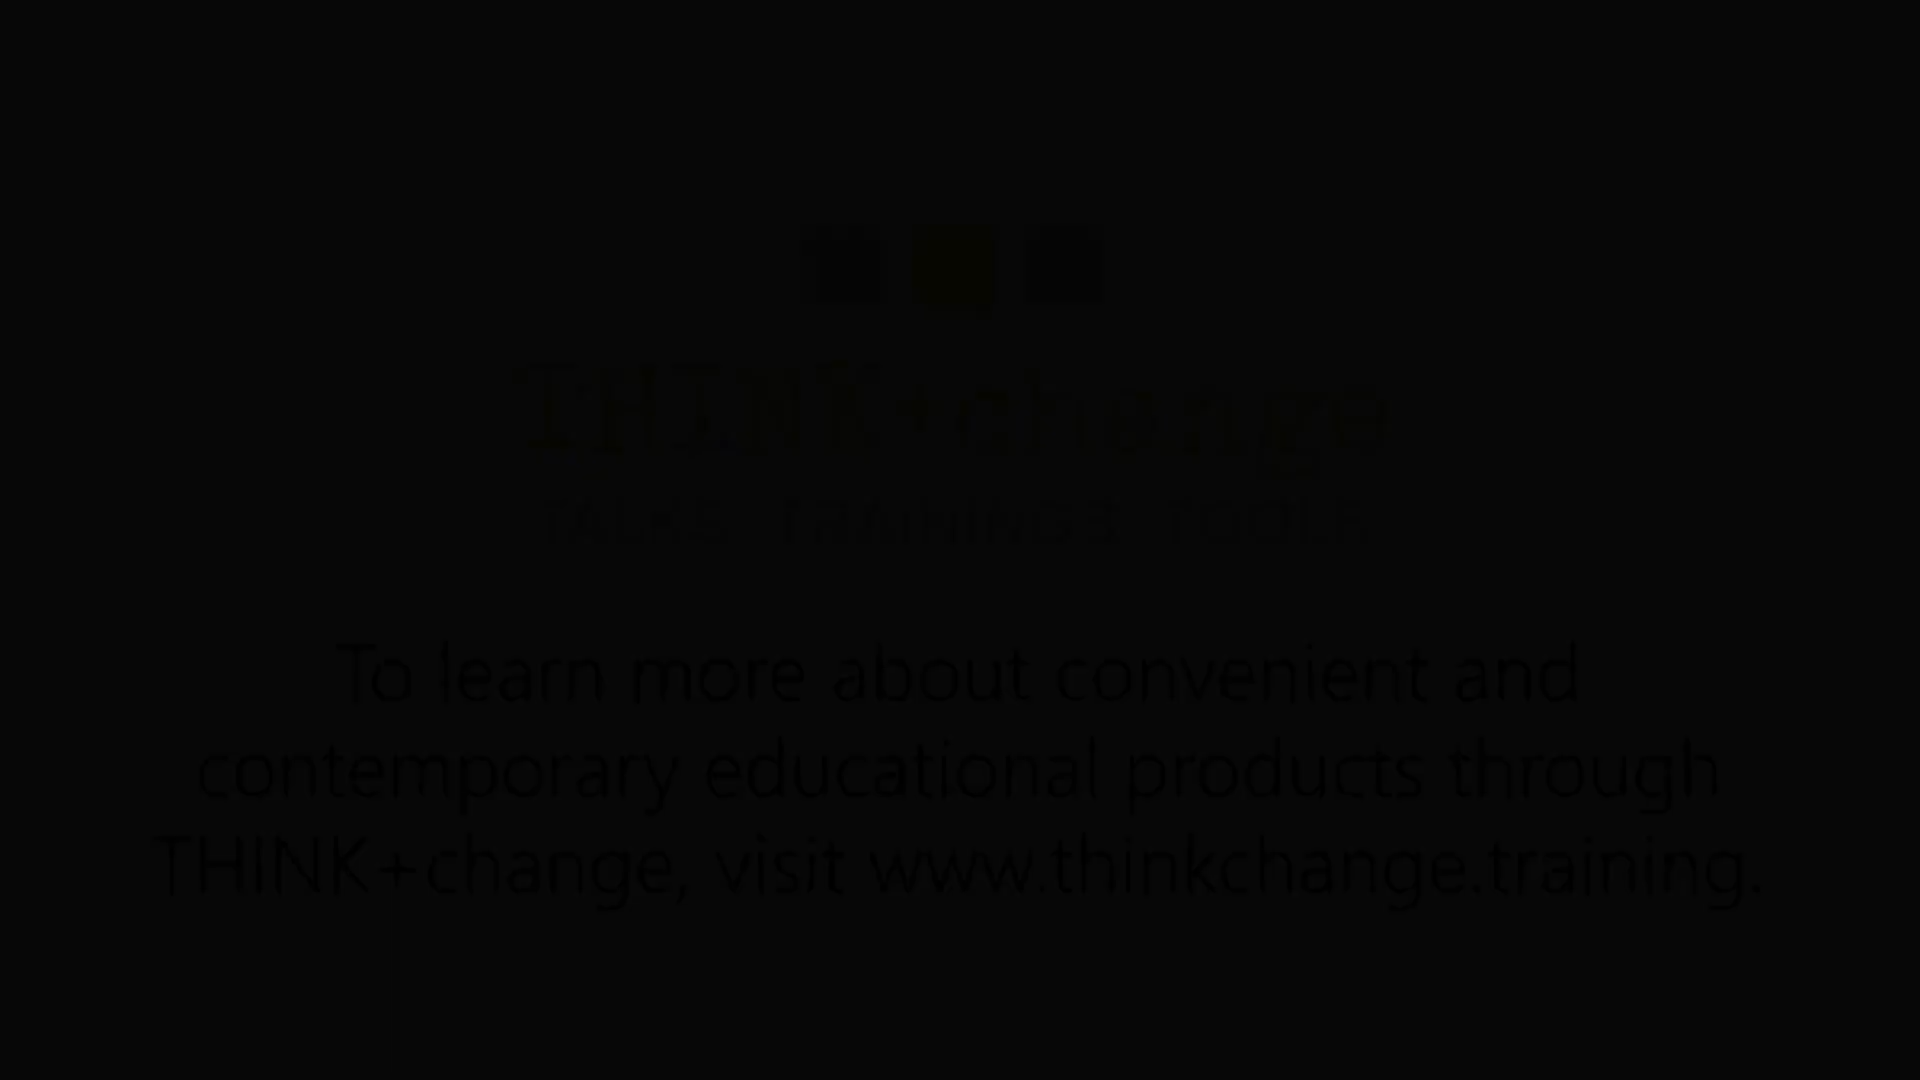 THINK+change
TALKS TRAININGS TOOLS
To learn more about convenient and
contemporary educational products through
THINK+change, visit www.thinkchange.training.